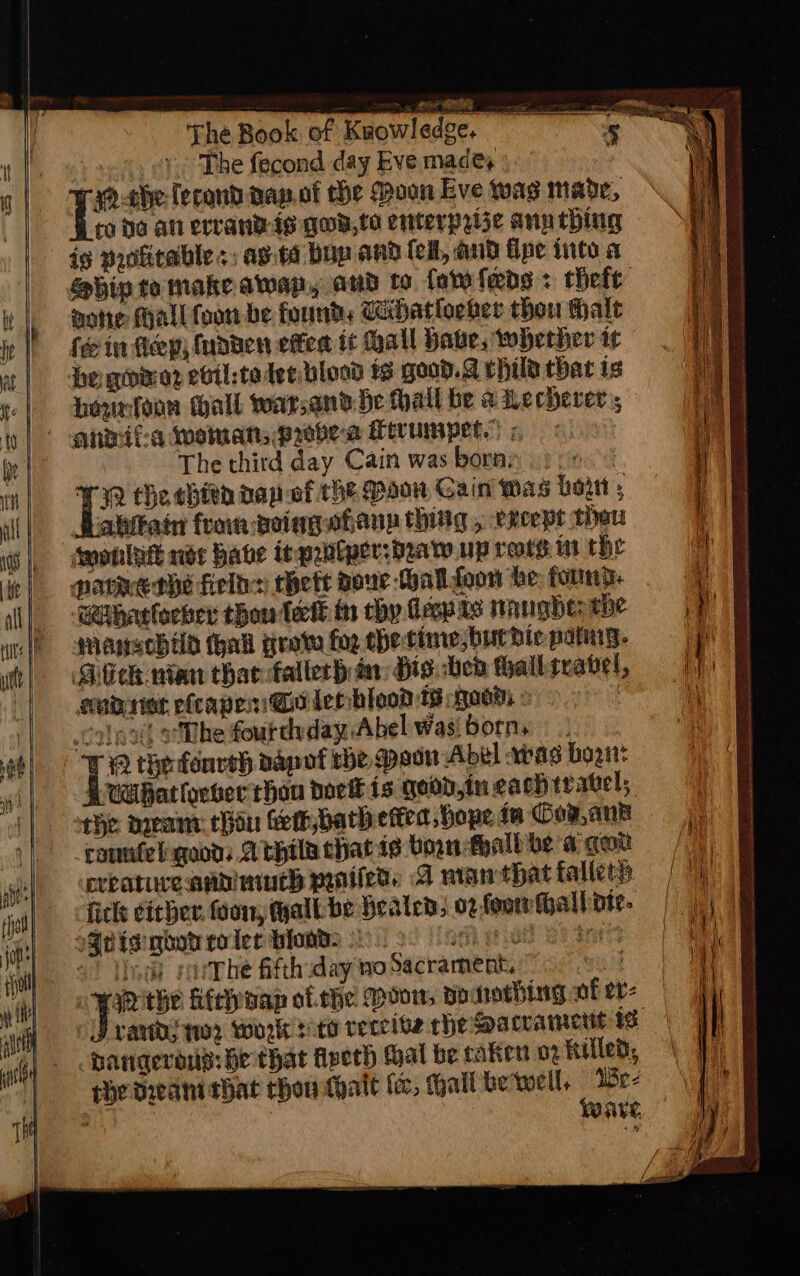 The Book of Knowledge. 5
The ſecond day Eve made,
IN the ſecond day of the Moon Eve was made,
to do an errand is good, to enterprize any thing
is profitable: as to buy and ſell, and flye into a
Ship to make away, and to ſow ſeeds: theft
done ſhall ſoon be found. Whatſoever thou ſhalt
ſee in ſleep, ſudden effect it ſhall have, whether it
be good or evil: to let blood is good. A child that is
born ſoon ſhall wax, and he ſhall be a Lecherer;
and if a woman, prove a ſtrumpet.
The third day Cain was born.
IN the third day of the Moon Cain was born;
abſtain from doing of any thing, except thou
wouldſt not have it proſper: draw up roots in the
yard & the field: theft done ſhall ſoon be found.
Whatſoever thou ſeeſt in thy ſleep is naught: the
manschild ſhall grow for the time, but die young.
A ſick man that falleth in his bed ſhall travel,
and not eſcape: To let blood is good.
The fourth day Abel was born.
IN the fourth day of the Moon Abel was born:
Whatſoever thou doeſt is good, in each travel;
the dream thou ſeeſt, hath effect, hope in God, and
counſel good. A child that is born ſhall be a good
creature and much praiſed. A man that falleth
ſick either ſoon, ſhall be healed, or ſoon ſhall die.
It is good to let blood.
The fifth day no Sacrament.
IN the fifth day of the Moon, do nothing of er-
rand, nor work: to receive the Sacrament is
dangerous: he that flyeth ſhal be taken or killed;
the dream that thou ſhalt ſee, ſhall be well. Be-
ware